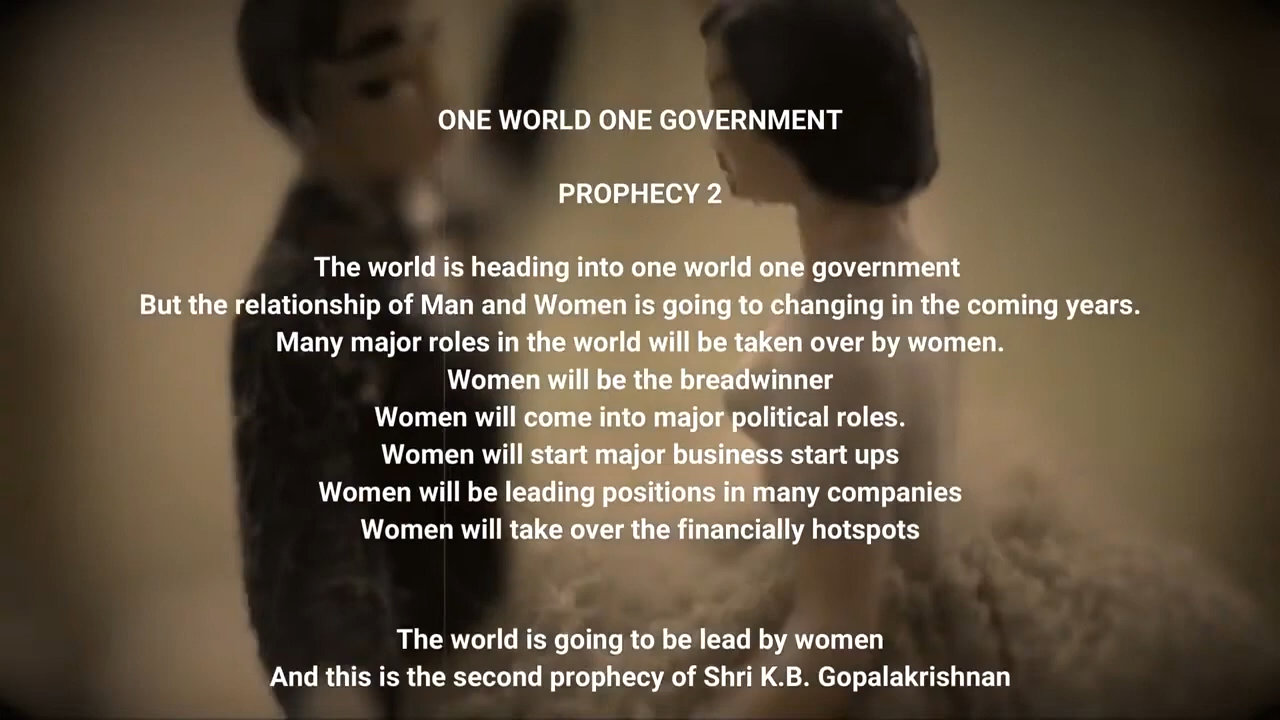 ONE WORLD ONE GOVERNMENT
PROPHECY 2
The world is heading into one world one government
But the relationship of Man and Women is going to changing in the coming years.
Many major roles in the world will be taken over by women.
Women will be the breadwinner
Women will come into major political roles.
Women will start major business start ups
Women will be leading positions in many companies
Women will take over the financially hotspots
The world is going to be lead by women
And this is the second prophecy of Shri K.B. Gopalakrishnan